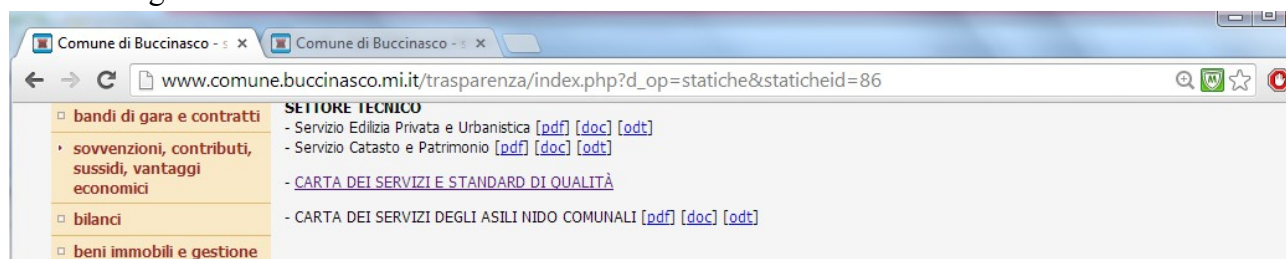 Comune di Buccinasco - s
Comune di Buccinasco - s
www.comune.buccinasco.mi.it/trasparenza/index.php?d_op=statiche&staticheid=86
bandi di gara e contratti
sovvenzioni, contributi,
sussidi, vantaggi
economici
bilanci
beni immobili e gestione
SETTORE TECNICO
- Servizio Edilizia Privata e Urbanistica [pdf] [doc] [odt]
- Servizio Catasto e Patrimonio [pdf] [doc] [odt]
- CARTA DEI SERVIZI E STANDARD DI QUALITÀ
- CARTA DEI SERVIZI DEGLI ASILI NIDO COMUNALI [pdf] [doc] [odt]